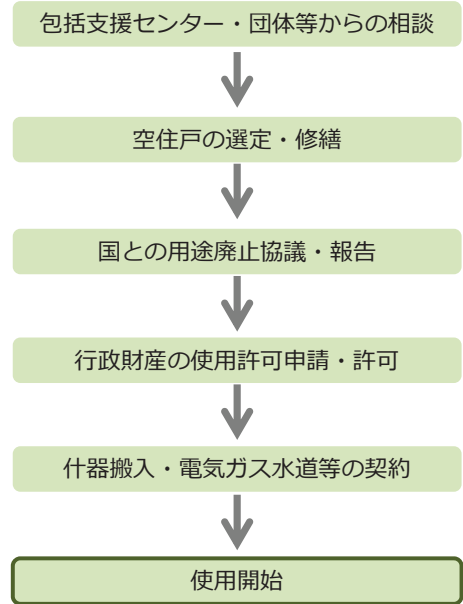 包括支援センター・団体等からの相談
空住戸の選定・修繕
国との用途廃止協議・報告
行政財産の使用許可申請・許可
什器搬入・電気ガス水道等の契約
使用開始